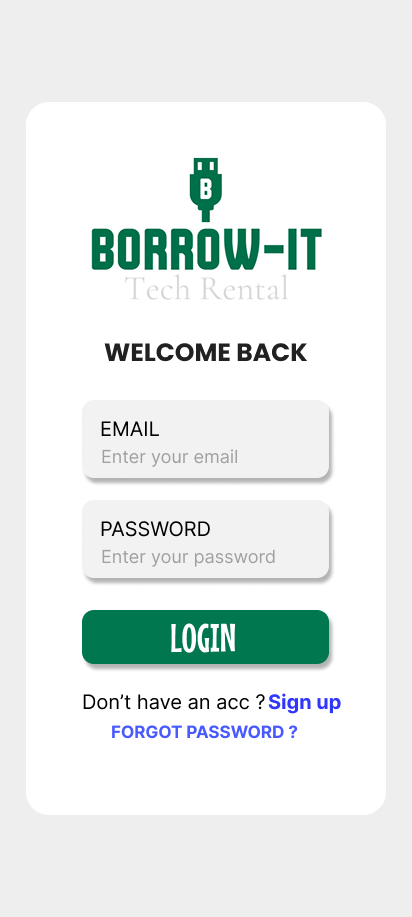 B
BORROW-IT
Tech Rental
WELCOME BACK
EMAIL
Enter your email
PASSWORD
Enter your password
LOGIN
Don’t have an acc ? Sign up
FORGOT PASSWORD ?